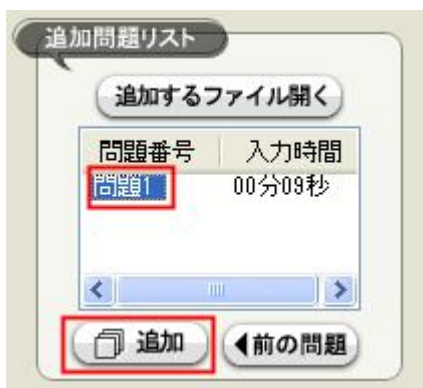 追加問題リスト
追加するファイル開く
問題番号 入力時間
問題1 00分09秒
追加 前の問題